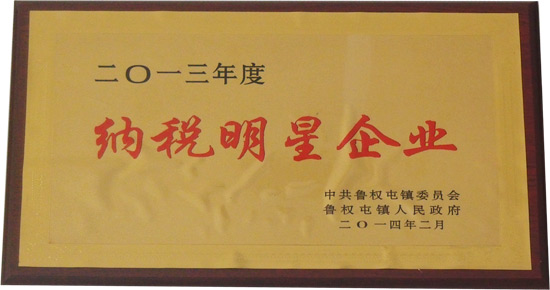 二〇一三年度
纳税明星企业
中共鲁权屯镇委员会
鲁权屯镇人民政府
二〇一四年二月